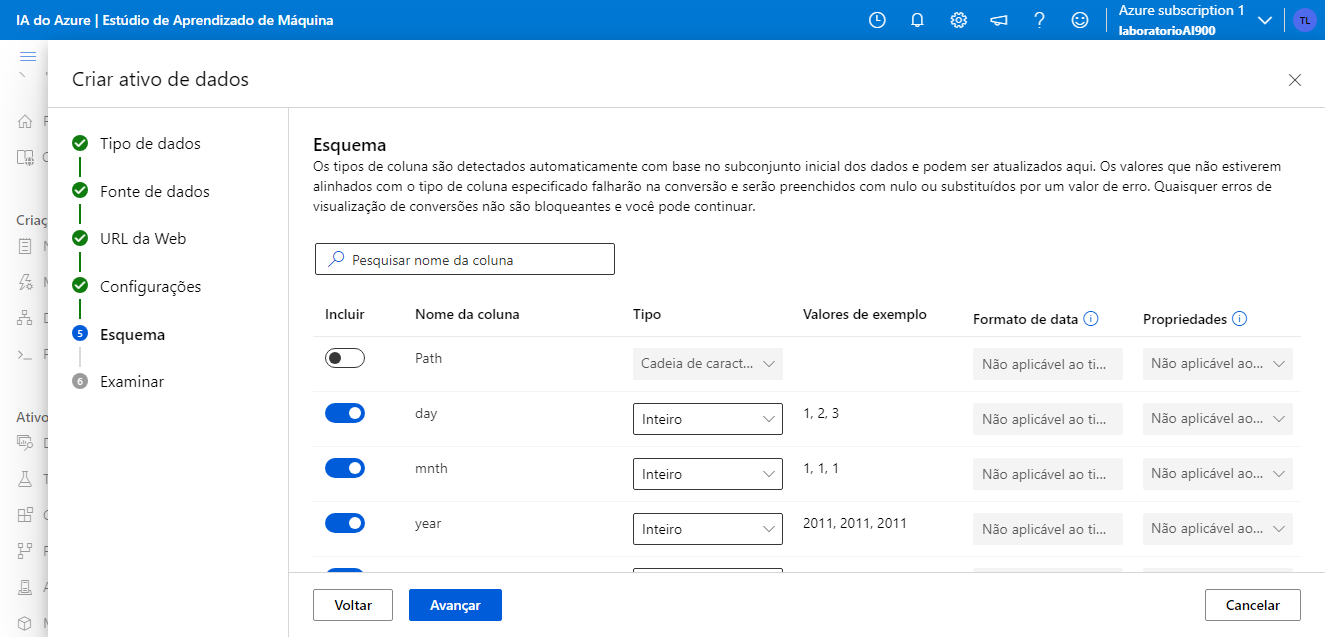 IA do Azure | Estúdio de Aprendizado de Máquina
Azure subscription 1
laboratorioAI900
TL
Criar ativo de dados
Criaç
Ativo
Tipo de dados
Fonte de dados
URL da Web
Configurações
5 Esquema
6 Examinar
Esquema
Os tipos de coluna são detectados automaticamente com base no subconjunto inicial dos dados e podem ser atualizados aqui. Os valores que não estiverem
alinhados com o tipo de coluna especificado falharão na conversão e serão preenchidos com nulo ou substituídos por um valor de erro. Quaisquer erros de
visualização de conversões não são bloqueantes e você pode continuar.
Pesquisar nome da coluna
Incluir Nome da coluna Tipo Valores de exemplo Formato de data Propriedades
Path Cadeia de caract... Não aplicável ao ti... Não aplicável ao...
day Inteiro 1, 2, 3 Não aplicável ao ti... Não aplicável ao...
mnth Inteiro 1, 1, 1 Não aplicável ao ti... Não aplicável ao...
year Inteiro 2011, 2011, 2011 Não aplicável ao ti... Não aplicável ao...
Voltar Avançar Cancelar